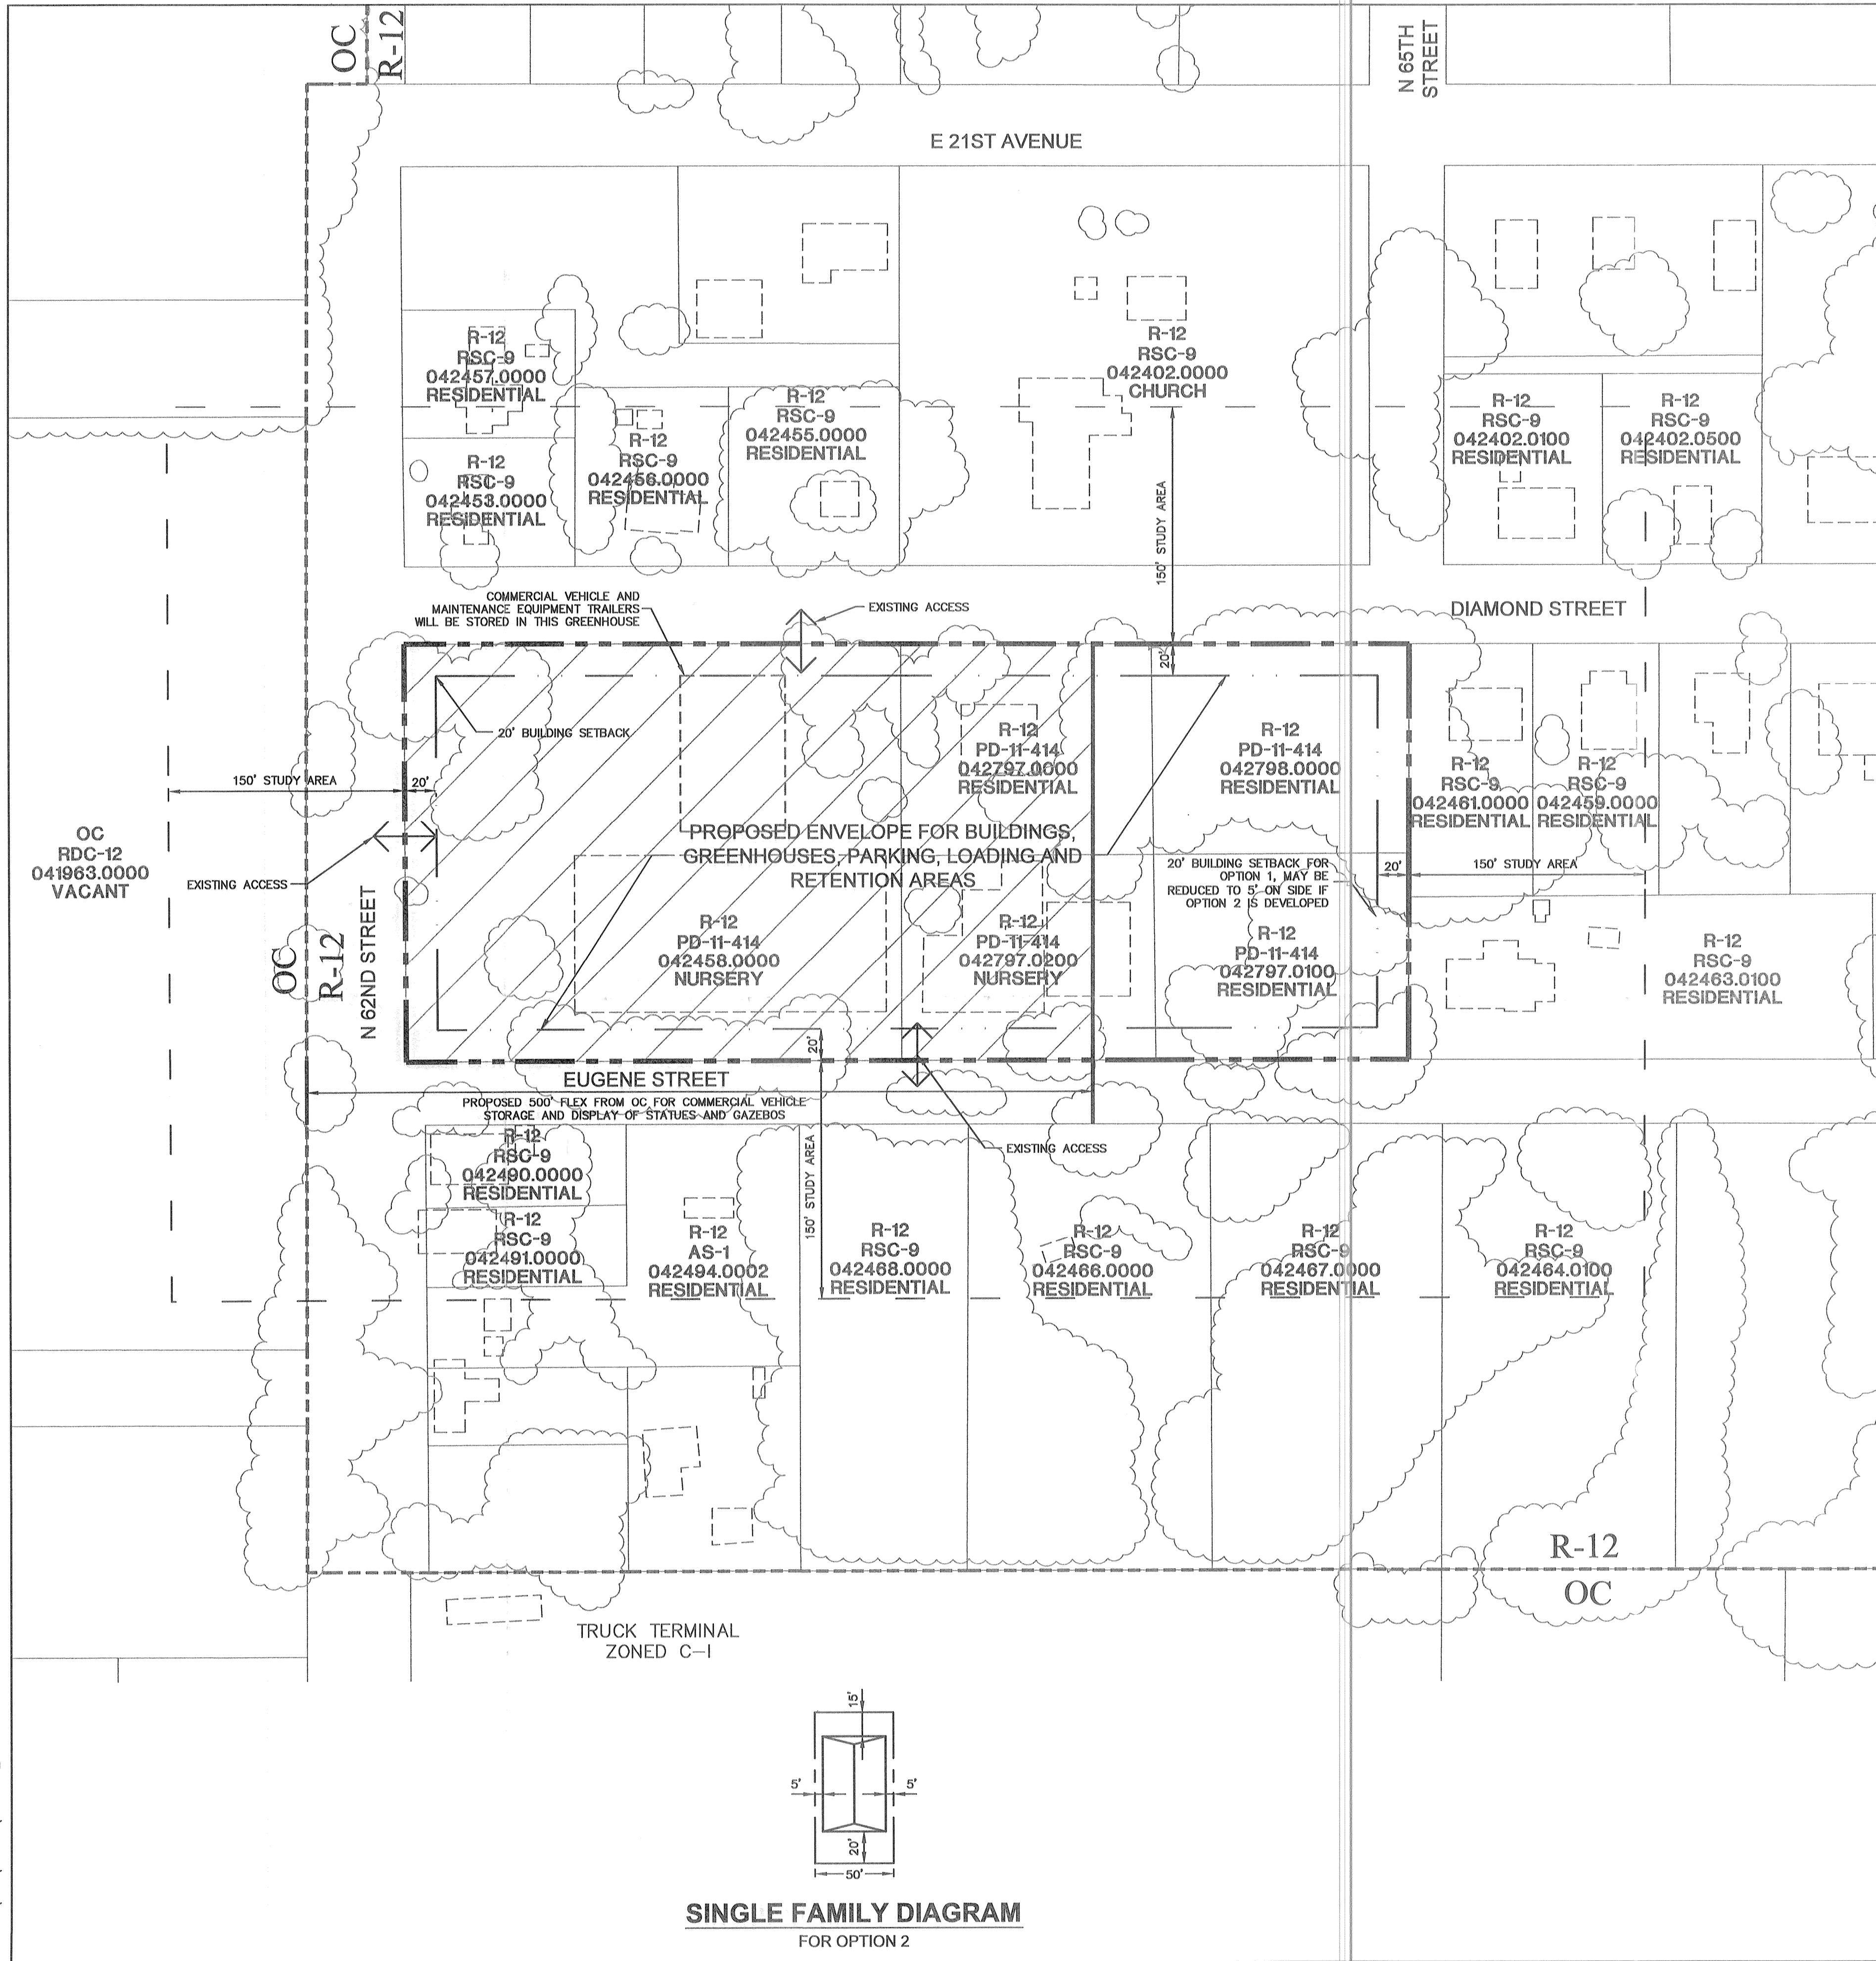 OC
R-12
N 65TH
STREET
E 21ST AVENUE
R-12
RSC-9
042457.0000
RESIDENTIAL
R-12
RSC-9
042453.0000
RESIDENTIAL
R-12
RSC-9
042456.0000
RESIDENTIAL
R-12
RSC-9
042455.0000
RESIDENTIAL
R-12
RSC-9
042402.0000
CHURCH
R-12
RSC-9
042402.0100
RESIDENTIAL
R-12
RSC-9
042402.0500
RESIDENTIAL
150' STUDY AREA
COMMERCIAL VEHICLE AND
MAINTENANCE EQUIPMENT TRAILERS
WILL BE STORED IN THIS GREENHOUSE
EXISTING ACCESS
DIAMOND STREET
20'
20' BUILDING SETBACK
150' STUDY AREA
20'
R-12
PD-11-414
042797.0000
RESIDENTIAL
R-12
PD-11-414
042798.0000
RESIDENTIAL
R-12
RSC-9
042461.0000
RESIDENTIAL
R-12
RSC-9
042459.0000
RESIDENTIAL
OC
RDC-12
041963.0000
VACANT
EXISTING ACCESS
PROPOSED ENVELOPE FOR BUILDINGS,
GREENHOUSES, PARKING, LOADING AND
RETENTION AREAS
20' BUILDING SETBACK FOR
OPTION 1, MAY BE
REDUCED TO 5' ON SIDE IF
OPTION 2 IS DEVELOPED
20'
150' STUDY AREA
OC
R-12
N 62ND STREET
R-12
PD-11-414
042458.0000
NURSERY
R-12
PD-11-414
042797.0200
NURSERY
R-12
PD-11-414
042797.0100
RESIDENTIAL
R-12
RSC-9
042463.0100
RESIDENTIAL
20'
EUGENE STREET
PROPOSED 500' FLEX FROM OC FOR COMMERCIAL VEHICLE
STORAGE AND DISPLAY OF STATUES AND GAZEBOS
EXISTING ACCESS
150' STUDY AREA
R-12
RSC-9
042490.0000
RESIDENTIAL
R-12
RSC-9
042491.0000
RESIDENTIAL
R-12
AS-1
042494.0002
RESIDENTIAL
R-12
RSC-9
042468.0000
RESIDENTIAL
R-12
RSC-9
042466.0000
RESIDENTIAL
R-12
RSC-9
042467.0000
RESIDENTIAL
R-12
RSC-9
042464.0100
RESIDENTIAL
R-12
OC
TRUCK TERMINAL
ZONED C-I
15'
5'
5'
20'
50'
SINGLE FAMILY DIAGRAM
FOR OPTION 2